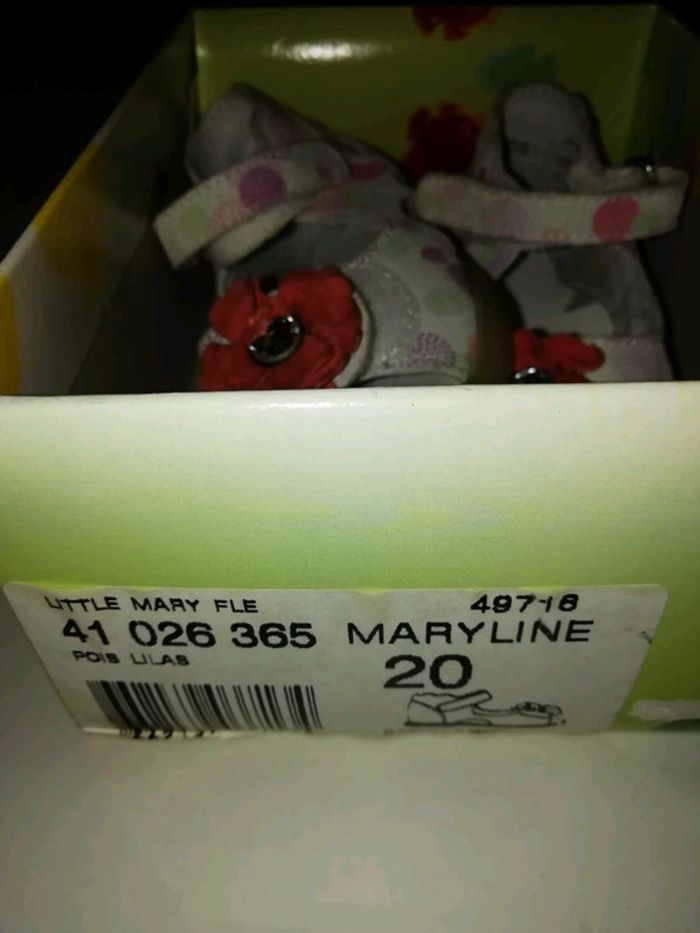 LITTLE MARY FLE
49718
41 026 365 MARYLINE
POIS LILAS
20